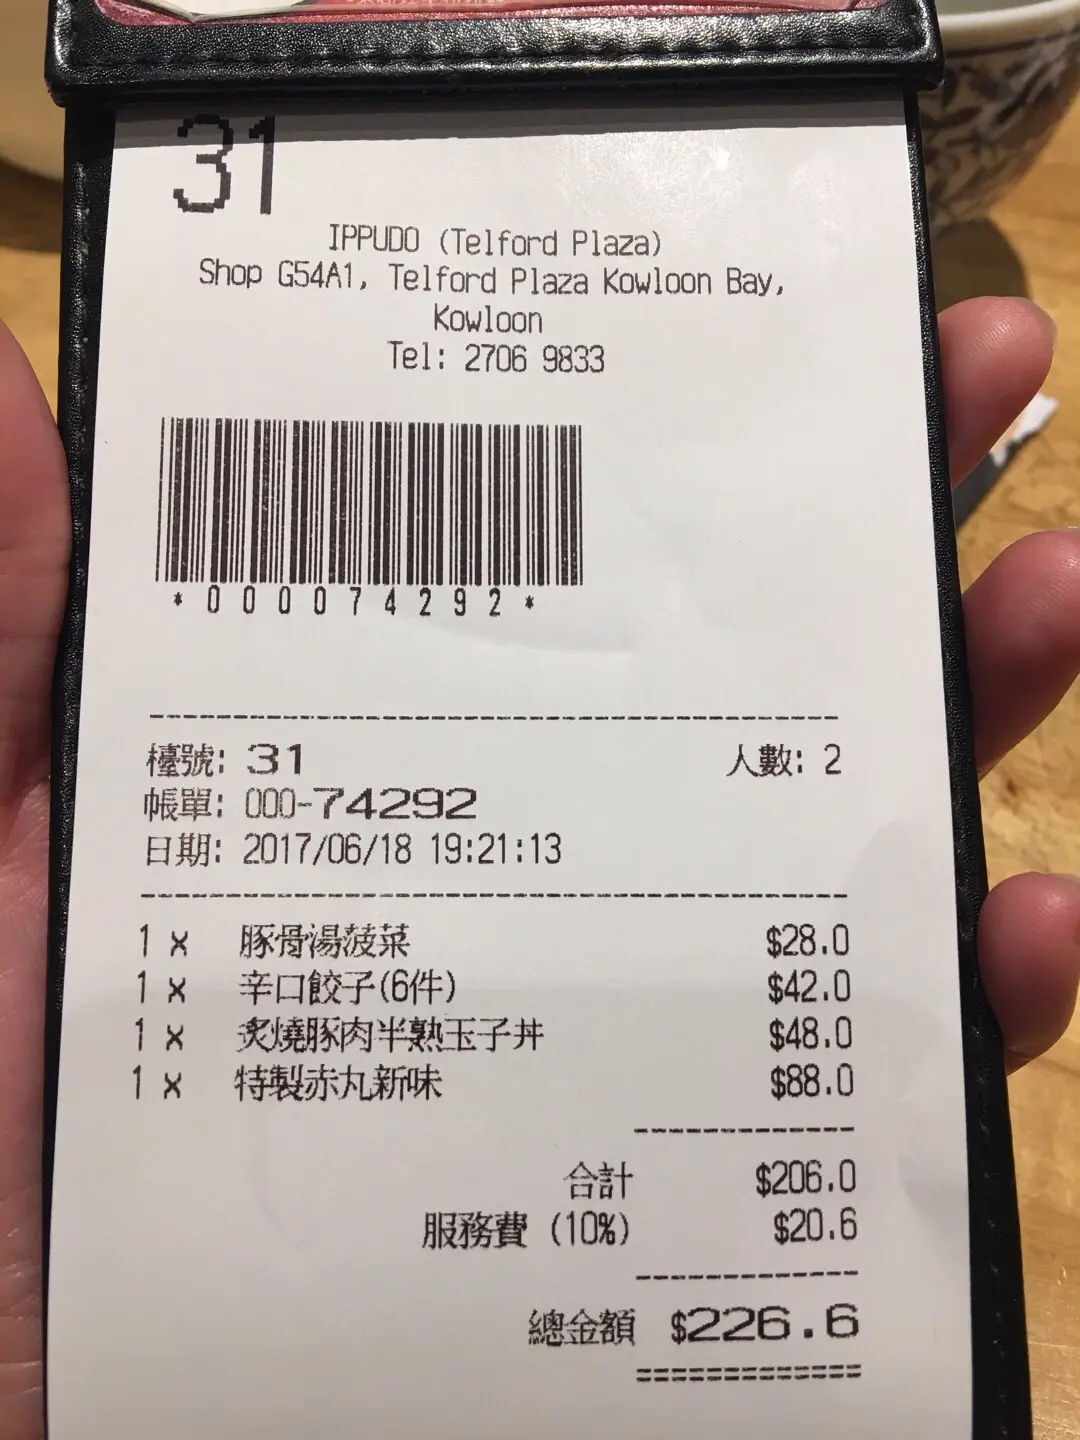 31
IPPUDO (Telford Plaza)
Shop G54A1, Telford Plaza Kowloon Bay,
Kowloon
Tel: 2706 9833
*000074292*
檯號: 31 人數: 2
帳單: 000-74292
日期: 2017/06/18 19:21:13
1 x 豚骨湯菠菜 $28.0
1 x 辛口餃子(6件) $42.0
1 x 炙燒豚肉半熟玉子丼 $48.0
1 x 特製赤丸新味 $88.0
合計 $206.0
服務費 (10%) $20.6
總金額 $226.6